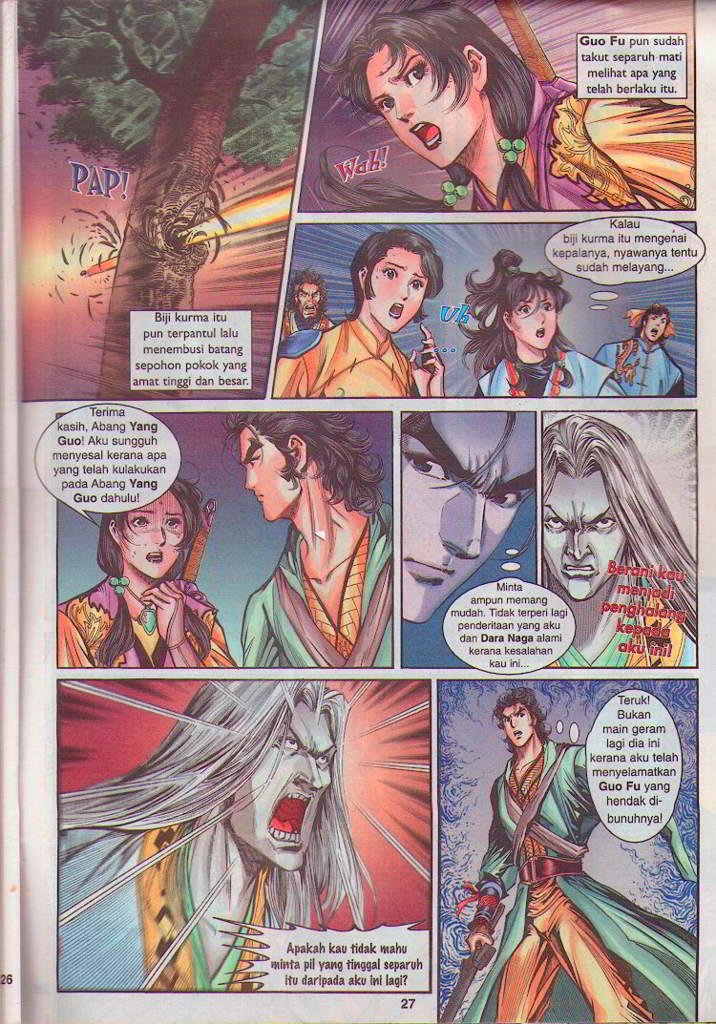 PAP!
Biji kurma itu
pun terpantul lalu
menembusi batang
sepohon pokok yang
amat tinggi dan besar.
Guo Fu pun sudah
takut separuh mati
melihat apa yang
telah berlaku itu.
Wah!
Kalau
biji kurma itu mengenai
kepalanya, nyawanya tentu
sudah melayang...
Uh
...
Terima
kasih, Abang Yang
Guo! Aku sungguh
menyesal kerana apa
yang telah kulakukan
pada Abang Yang
Guo dahulu!
Minta
ampun memang
mudah. Tidak terperi lagi
penderitaan yang aku
dan Dara Naga alami
kerana kesalahan
kau ini...
Berani kau
menjadi
penghalang
kepada
aku ini!
Apakah kau tidak mahu
minta pil yang tinggal separuh
itu daripada aku ini lagi?
Teruk!
Bukan
main geram
lagi dia ini
kerana aku telah
menyelamatkan
Guo Fu yang
hendak di-
bunuhnya!
26
27